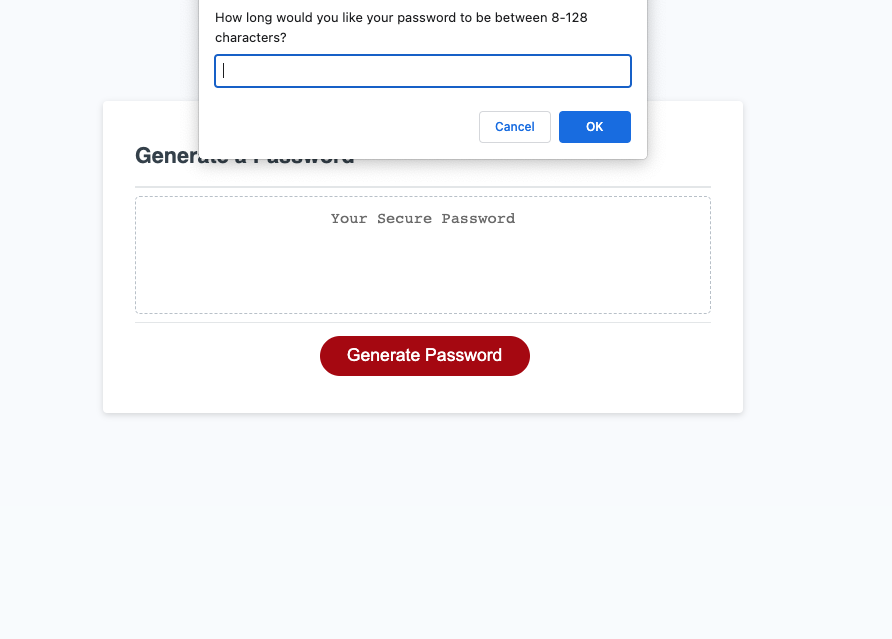 How long would you like your password to be between 8-128
characters?
Cancel
OK
Generate a Password
Your Secure Password
Generate Password